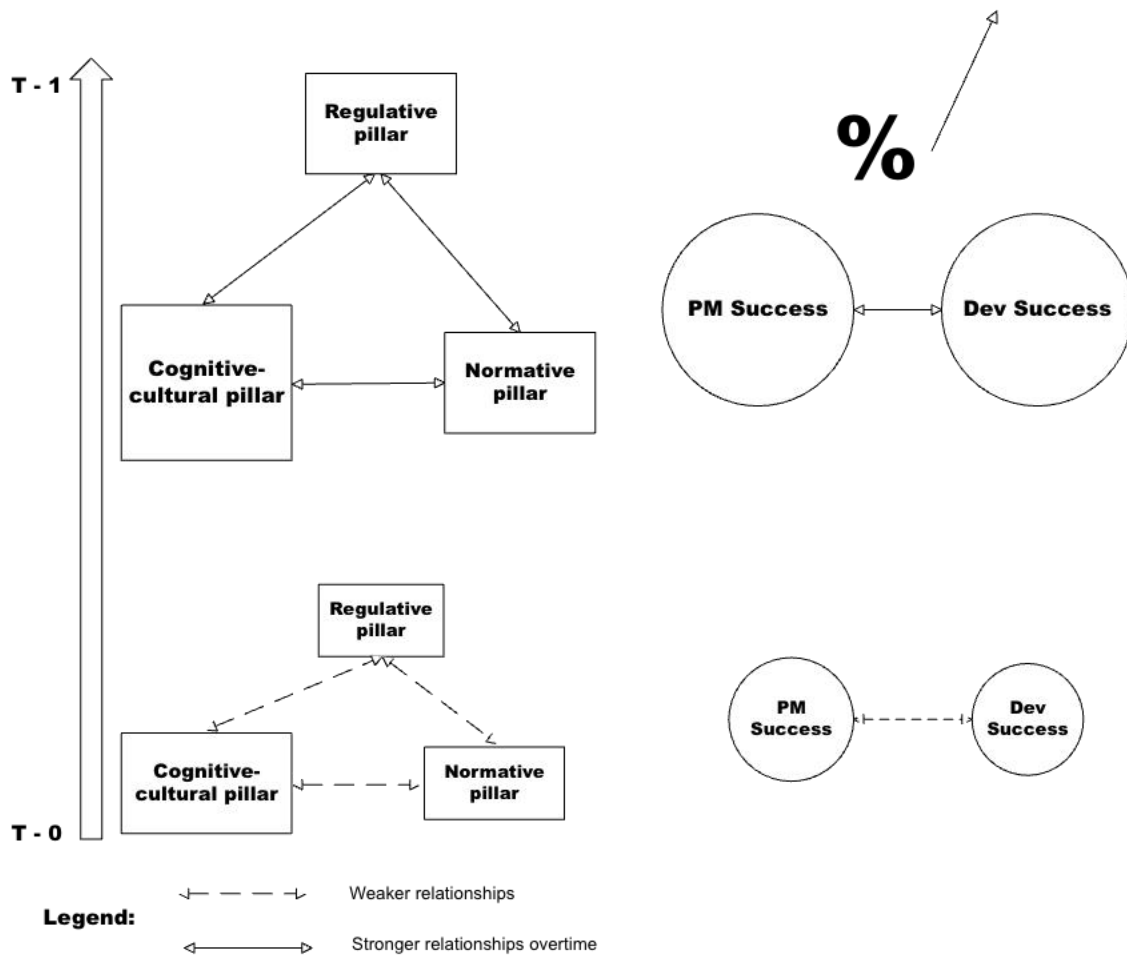 T - 1
Regulative
pillar
%
PM Success
Dev Success
Cognitive-
cultural pillar
Normative
pillar
Regulative
pillar
PM
Success
Dev
Success
Cognitive-
cultural pillar
Normative
pillar
T - 0
Weaker relationships
Legend:
Stronger relationships overtime